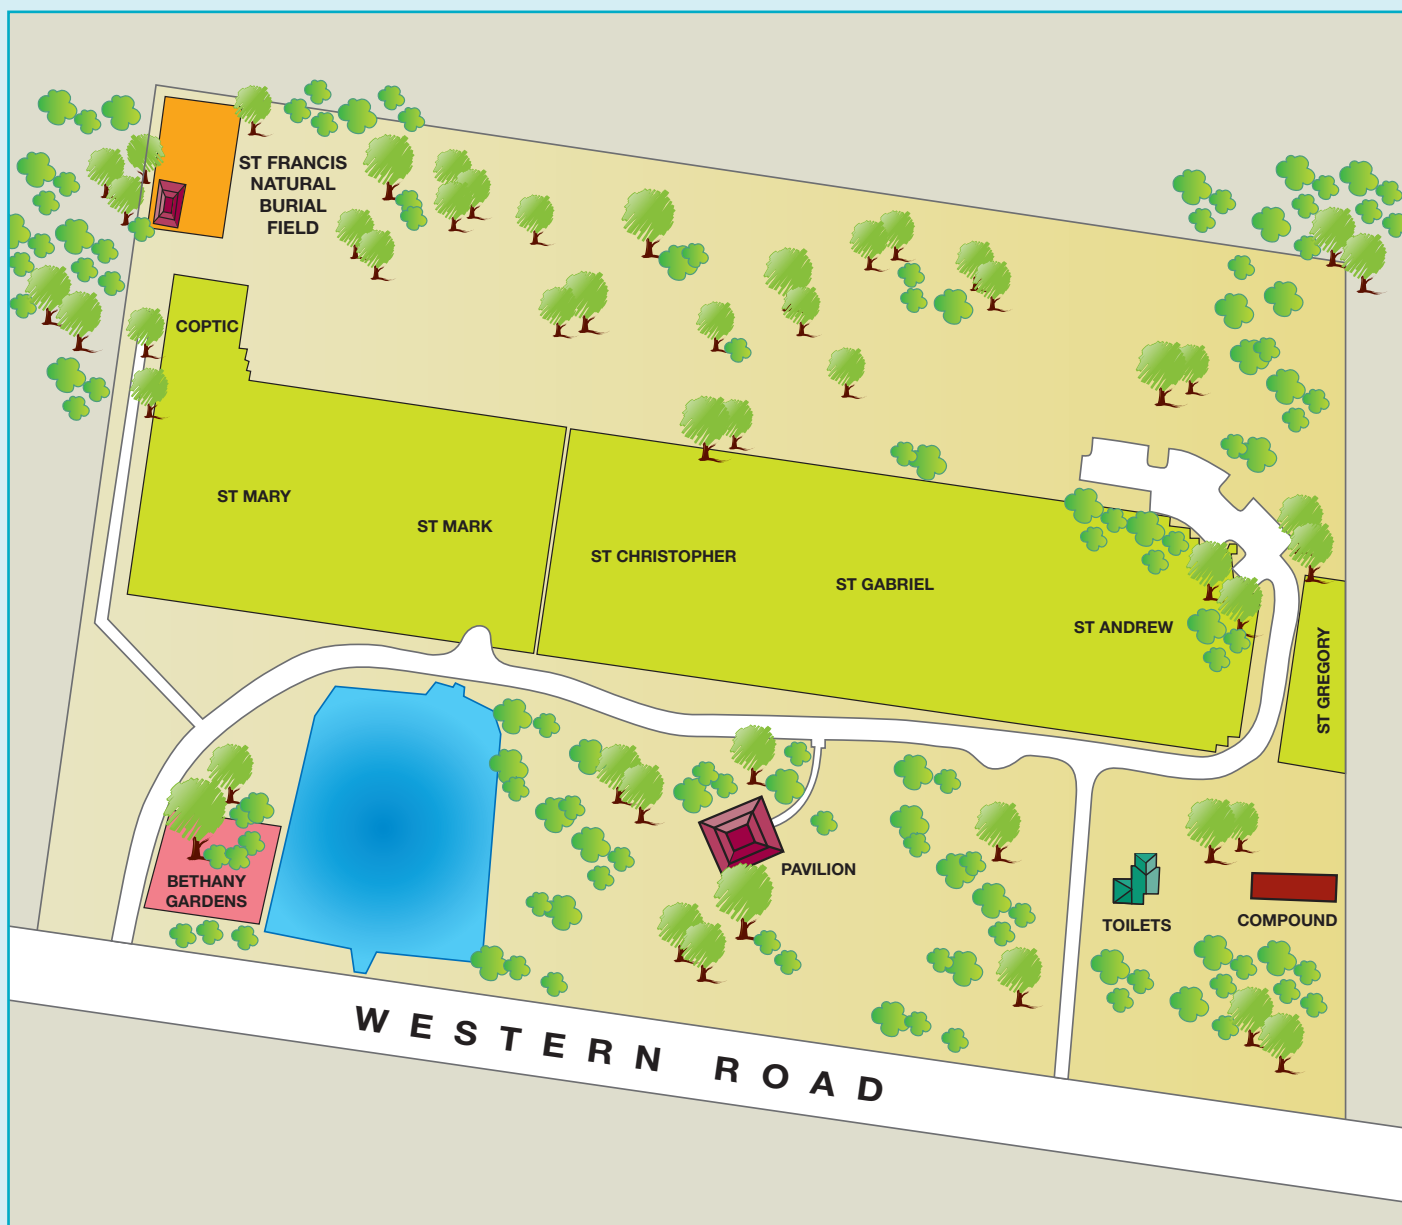 ST FRANCIS
NATURAL
BURIAL
FIELD
COPTIC
ST MARY
ST MARK
ST CHRISTOPHER
ST GABRIEL
ST ANDREW
ST GREGORY
PAVILION
BETHANY
GARDENS
TOILETS
COMPOUND
WESTERN ROAD